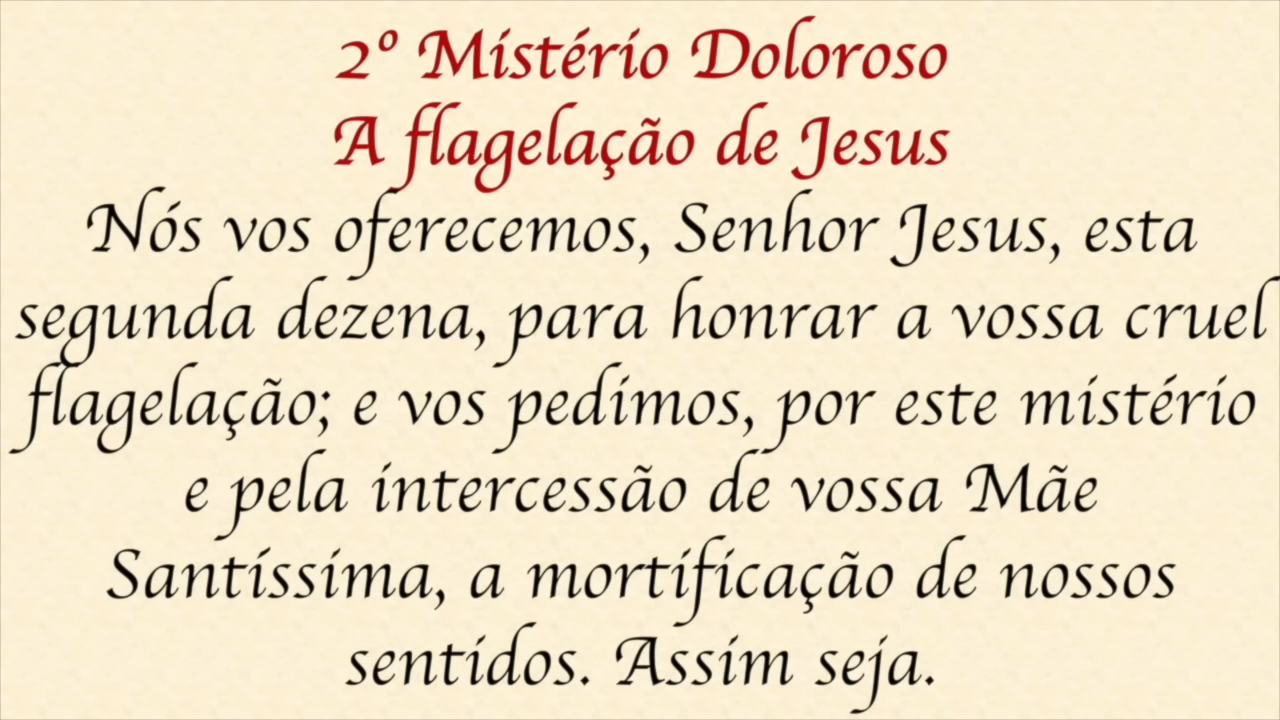 2º Mistério Doloroso
A flagelação de Jesus
Nós vos oferecemos, Senhor Jesus, esta
segunda dezena, para honrar a vossa cruel
flagelação; e vos pedimos, por este mistério
e pela intercessão de vossa Mãe
Santíssima, a mortificação de nossos
sentidos. Assim seja.